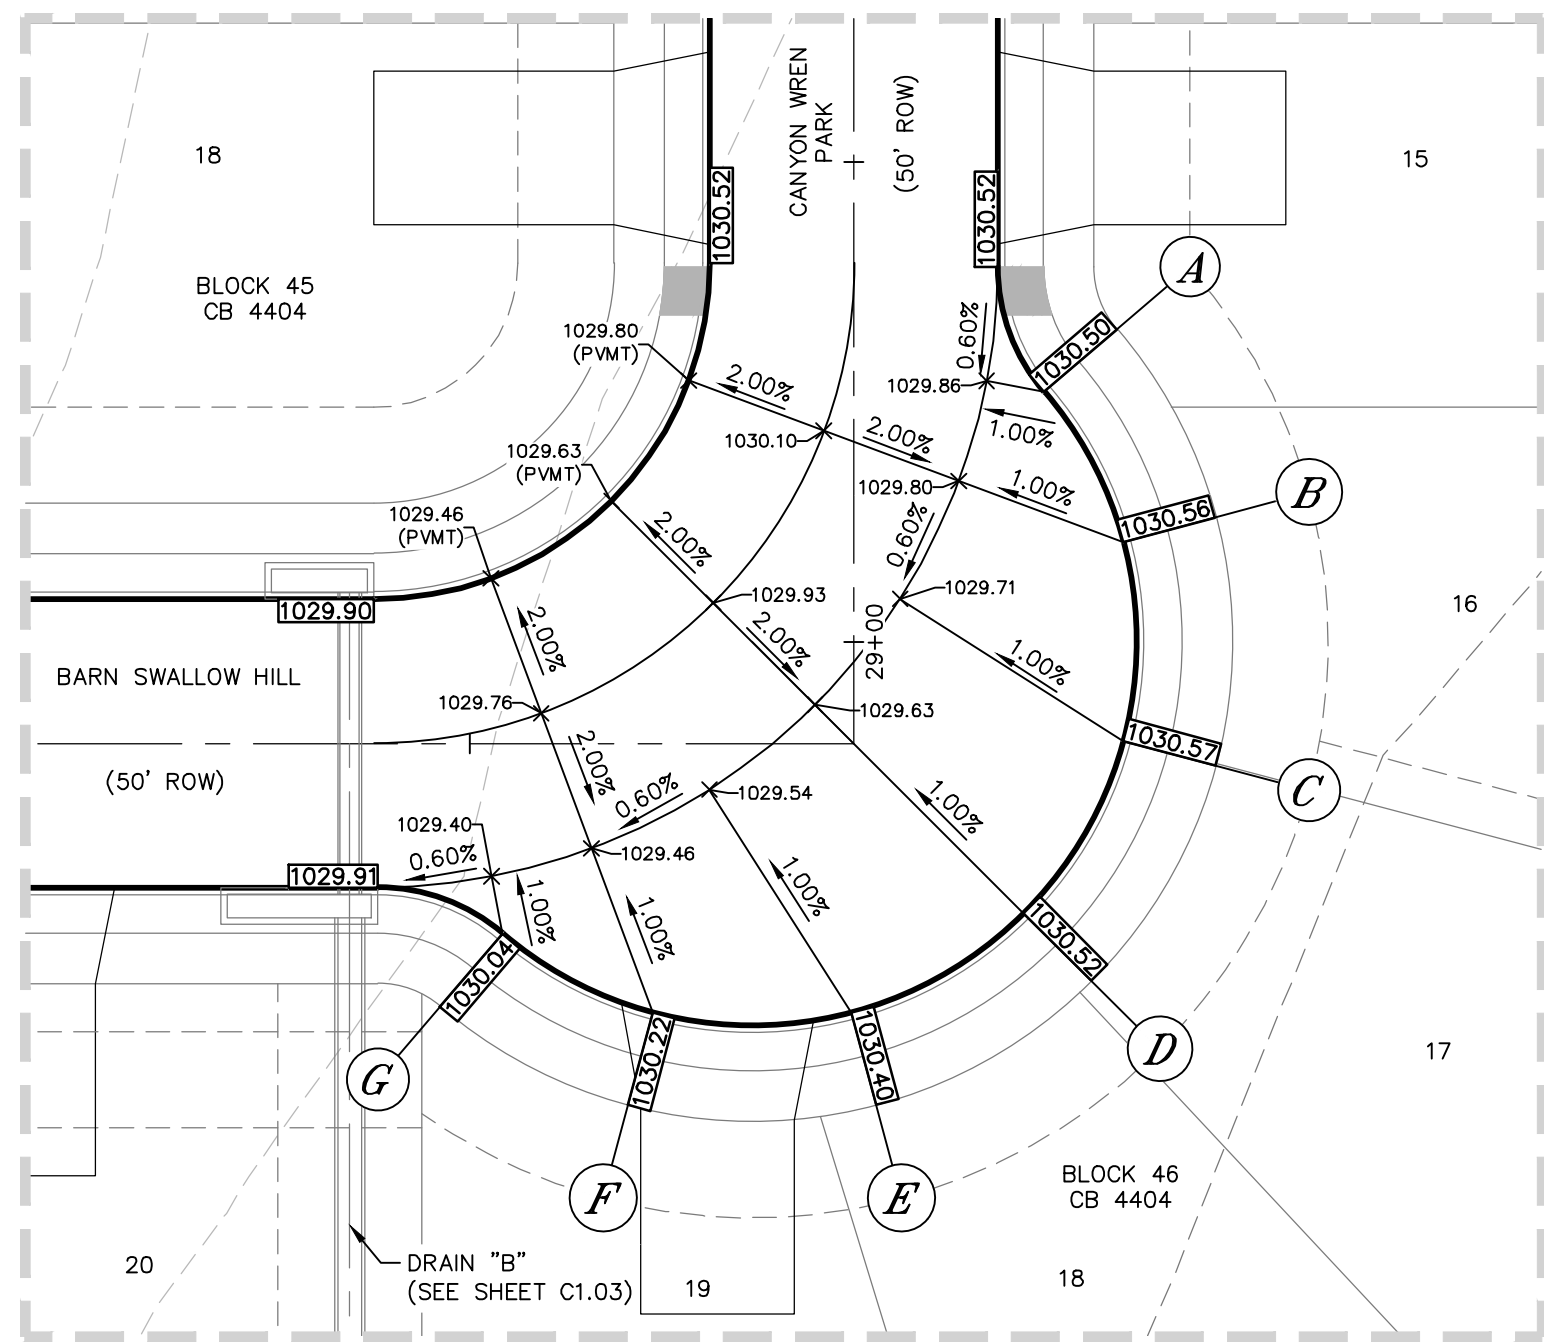 CANYON WREN
PARK
(50' ROW)
18
15
1030.52
1030.52
A
BLOCK 45
CB 4404
1029.80
(PVMT)
0.60%
1030.50
2.00%
1029.86
1.00%
2.00%
1030.10
1029.63
(PVMT)
1029.80
1.00%
B
1030.56
1029.46
(PVMT)
2.00%
0.60%
1029.93
1029.71
1029.90
2.00%
2.00%
29+00
16
1.00%
BARN SWALLOW HILL
1029.76
1029.63
1030.57
2.00%
(50' ROW)
C
0.60%
1029.54
1.00%
1029.40
0.60%
1029.46
1029.91
1.00%
1.00%
1.00%
1030.52
1030.04
D
1030.22
1030.40
G
17
F
E
BLOCK 46
CB 4404
20
DRAIN "B"
(SEE SHEET C1.03)
19
18